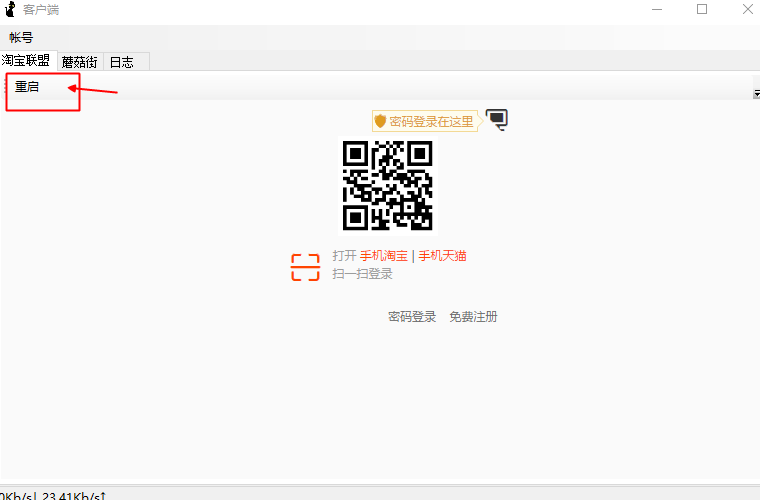 客户端
帐号
淘宝联盟 蘑菇街 日志
重启
密码登录在这里
打开 手机淘宝 | 手机天猫
扫一扫登录
密码登录 免费注册
0Kb/s↓ 23.41Kb/s↑